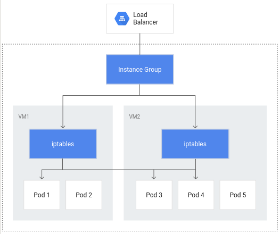 Load
Balancer
Instance Group
VM1
VM2
iptables
iptables
Pod 1
Pod 2
Pod 3
Pod 4
Pod 5